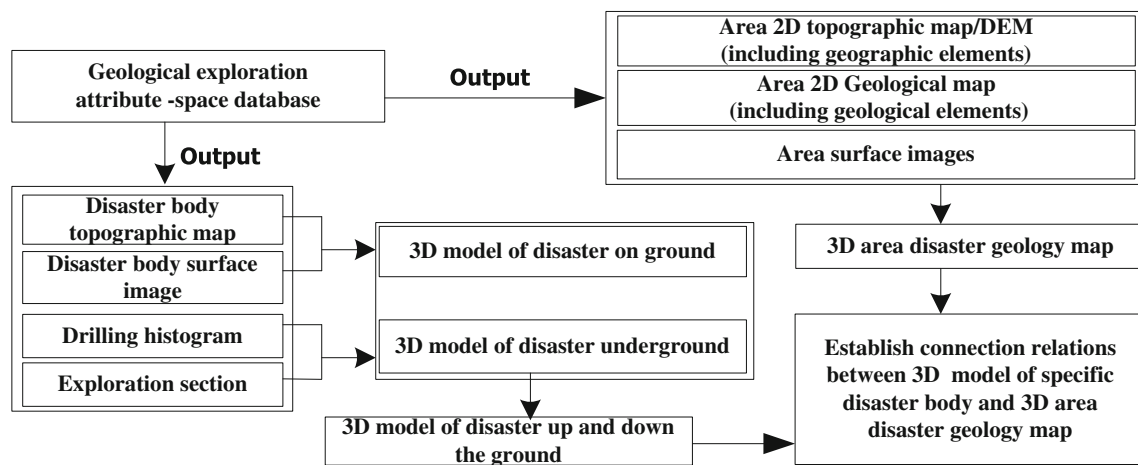 Geological exploration
attribute -space database
Output
Output
Area 2D topographic map/DEM
(including geographic elements)
Area 2D Geological map
(including geological elements)
Area surface images
Disaster body
topographic map
Disaster body surface
image
Drilling histogram
Exploration section
3D model of disaster on ground
3D model of disaster underground
3D model of disaster up and down
the ground
3D area disaster geology map
Establish connection relations
between 3D model of specific
disaster body and 3D area
disaster geology map